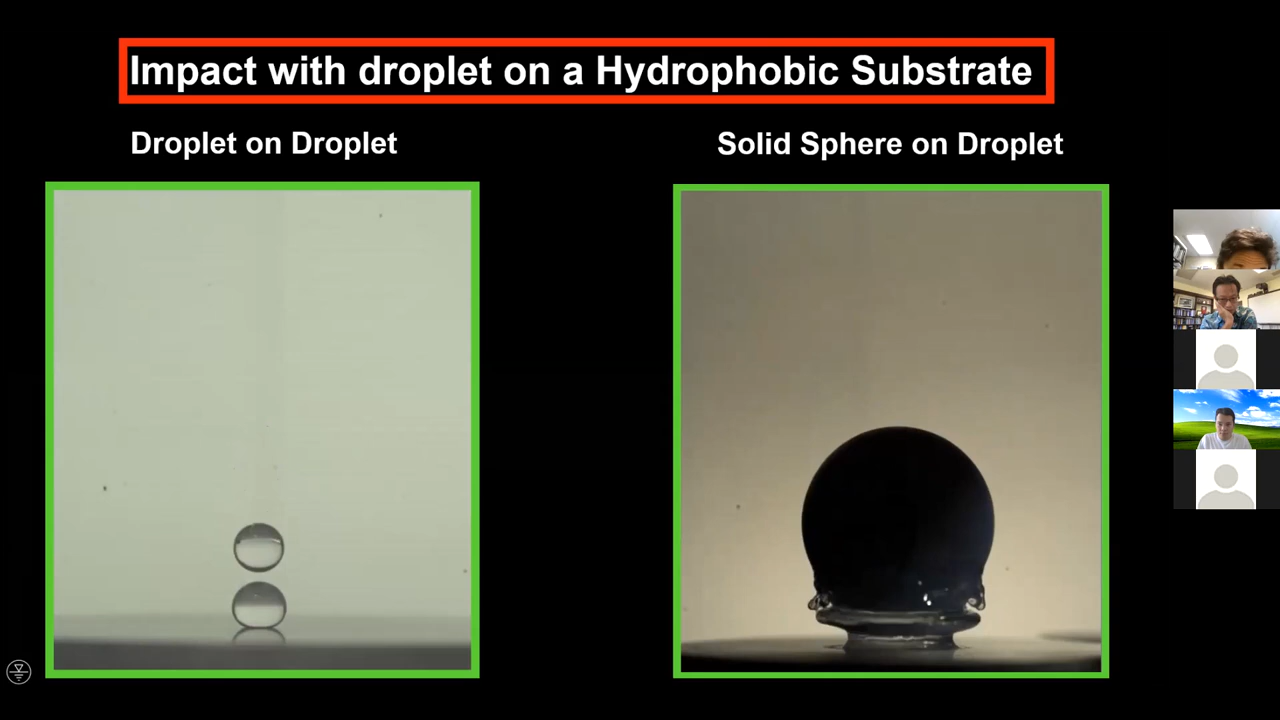 Impact with droplet on a Hydrophobic Substrate
Droplet on Droplet
Solid Sphere on Droplet